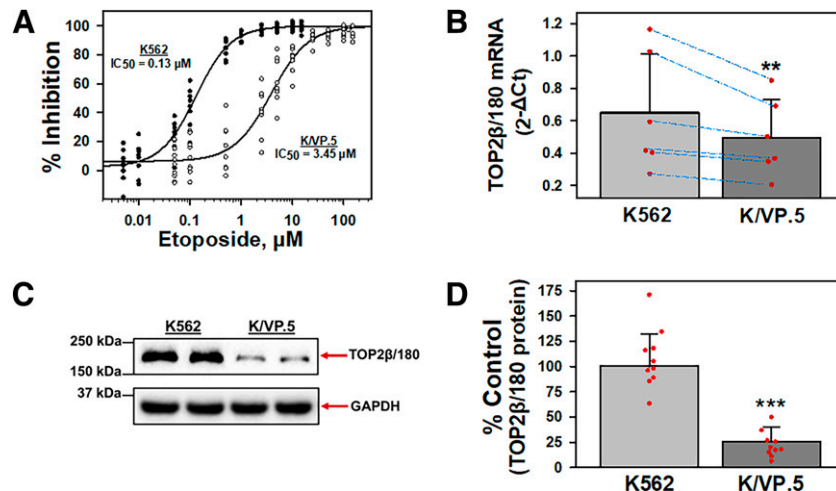 A
% Inhibition
100
80
60
40
20
0
K562
IC50 = 0.13 µM
K/VP.5
IC50 = 3.45 µM
0.01
0.1
1
10
100
Etoposide, µM
B
TOP2β/180 mRNA
(2-ΔCt)
1.2
1.0
0.8
0.6
0.4
0.2
**
K562
K/VP.5
C
K562
K/VP.5
250 kDa
150 kDa
37 kDa
TOP2β/180
GAPDH
D
% Control
(TOP2β/180 protein)
175
150
125
100
75
50
25
0
***
K562
K/VP.5